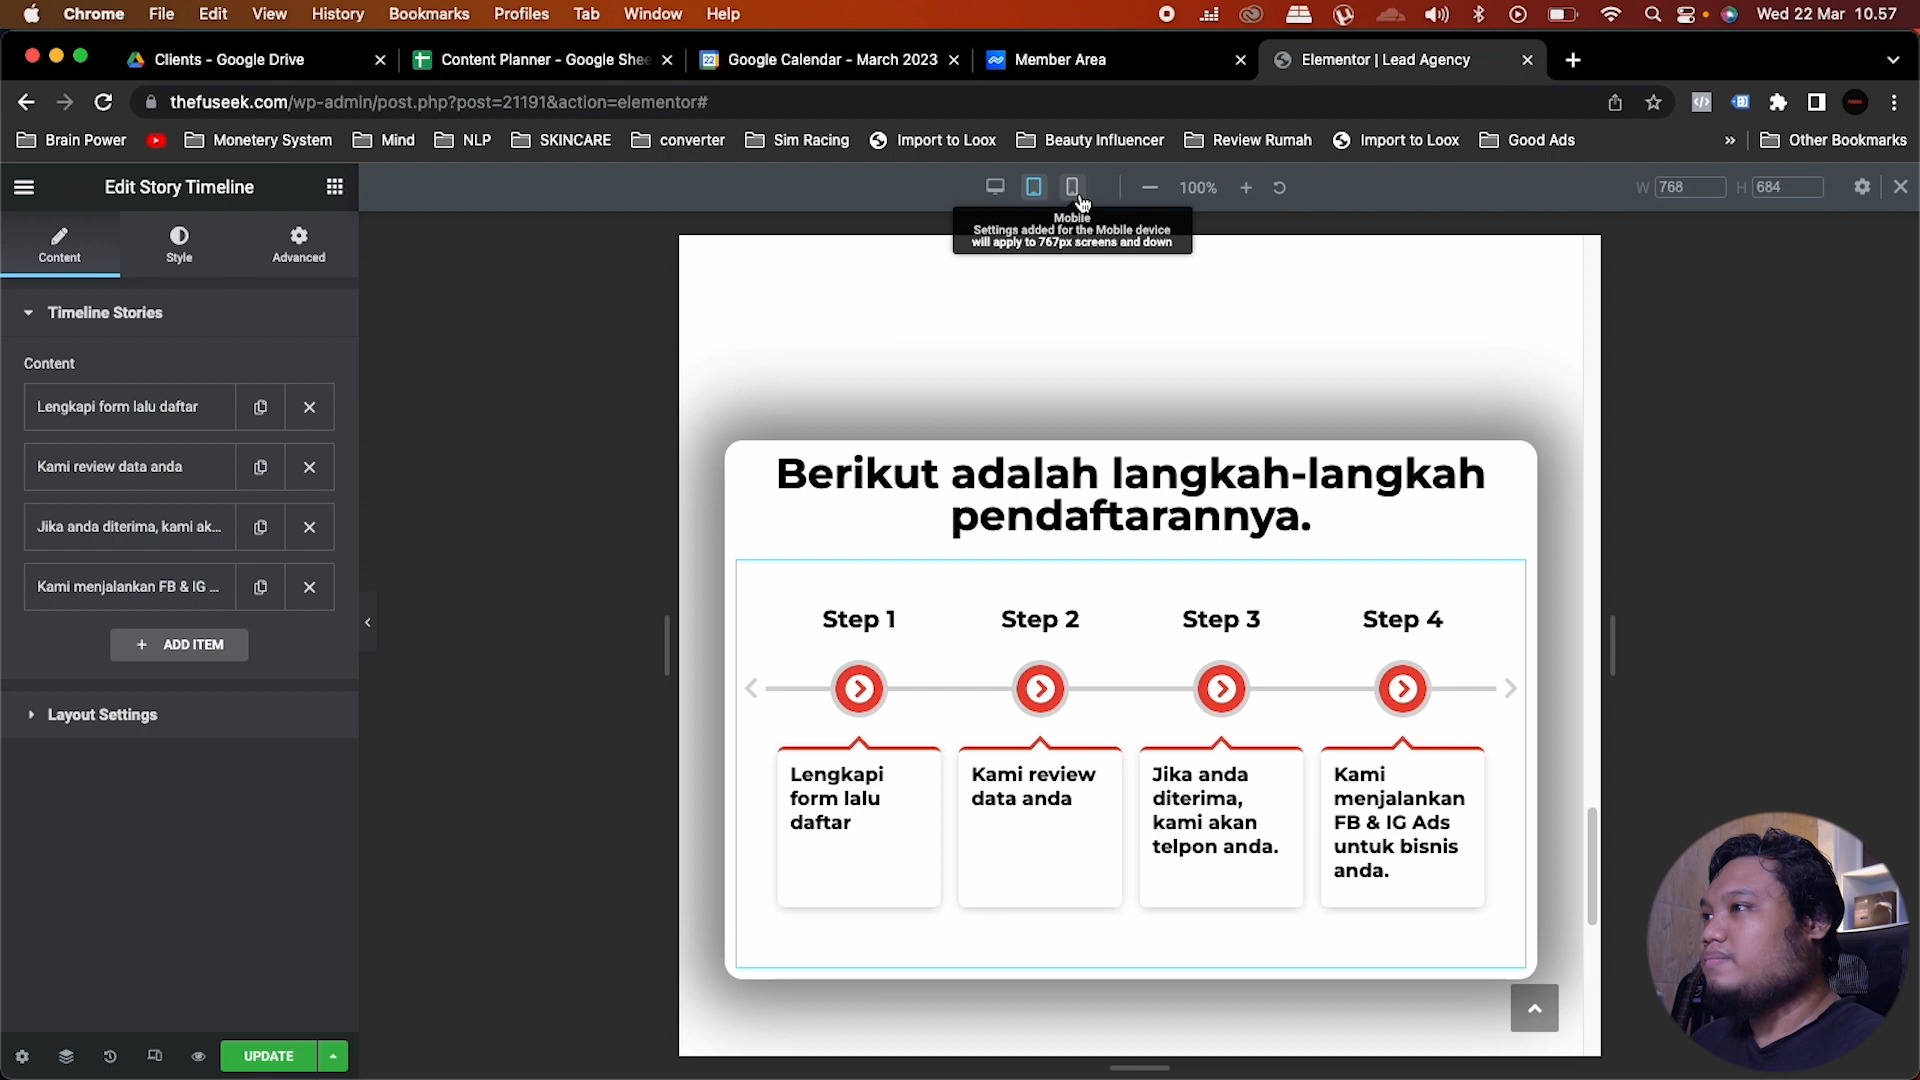 Chrome File Edit View History Bookmarks Profiles Tab Window Help Wed 22 Mar 10.57
Clients - Google Drive Content Planner - Google She Google Calendar - March 2023 Member Area Elementor | Lead Agency
thefuseek.com/wp-admin/post.php?post=21191&action=elementor#
Brain Power Monetery System Mind NLP SKINCARE converter Sim Racing Import to Loox Beauty Influencer Review Rumah Import to Loox Good Ads » Other Bookmarks
Edit Story Timeline 100% W 768 H 684
Mobile
Settings added for the Mobile device
will apply to 767px screens and down
Content Style Advanced
Timeline Stories
Content
Lengkapi form lalu daftar
Kami review data anda
Jika anda diterima, kami ak...
Kami menjalankan FB & IG ...
+ ADD ITEM
Layout Settings
UPDATE
Berikut adalah langkah-langkah
pendaftarannya.
Step 1 Step 2 Step 3 Step 4
Lengkapi
form lalu
daftar
Kami review
data anda
Jika anda
diterima,
kami akan
telpon anda.
Kami
menjalankan
FB & IG Ads
untuk bisnis
anda.